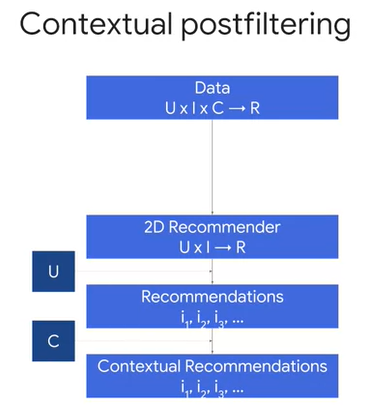 Contextual postfiltering
Data
U x I x C → R
2D Recommender
U x I → R
U
Recommendations
i₁, i₂, i₃, ...
C
Contextual Recommendations
i₁, i₂, i₃, ...